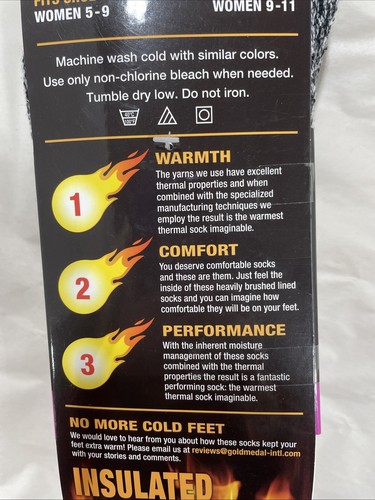 FITS SHOE
WOMEN 5-9
WOMEN 9-11
Machine wash cold with similar colors.
Use only non-chlorine bleach when needed.
Tumble dry low. Do not iron.
1
WARMTH
The yarns we use have excellent
thermal properties and when
combined with the specialized
manufacturing techniques we
employ the result is the warmest
thermal sock imaginable.
2
COMFORT
You deserve comfortable socks
and these are them. Just feel the
inside of these heavily brushed lined
socks and you can imagine how
comfortable they will be on your feet.
3
PERFORMANCE
With the inherent moisture
management of these socks
combined with the thermal
properties the result is a fantastic
performing sock: the warmest
thermal sock imaginable.
NO MORE COLD FEET
We would love to hear from you about how these socks kept your
feet extra warm! Please email us at reviews@goldmedal-intl.com
with your stories and comments.
INSULATED